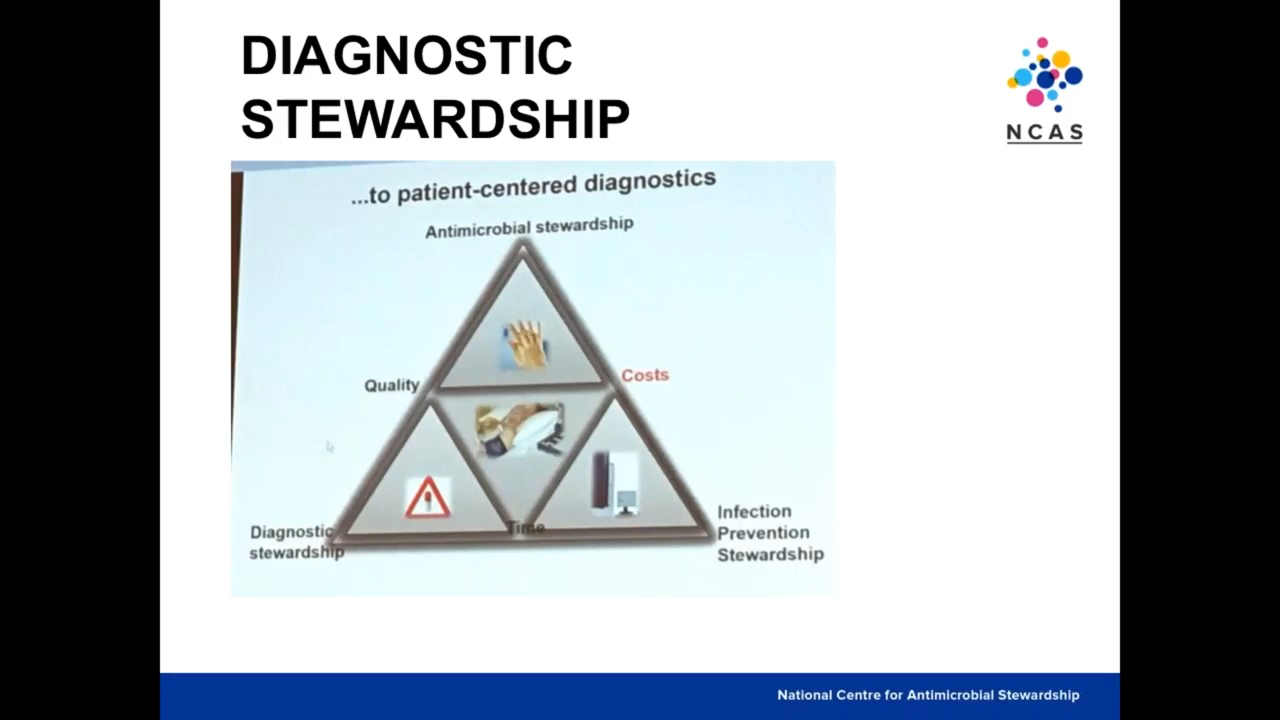 DIAGNOSTIC
STEWARDSHIP
NCAS
...to patient-centered diagnostics
Antimicrobial stewardship
Quality
Costs
Diagnostic
stewardship
Time
Infection
Prevention
Stewardship
National Centre for Antimicrobial Stewardship